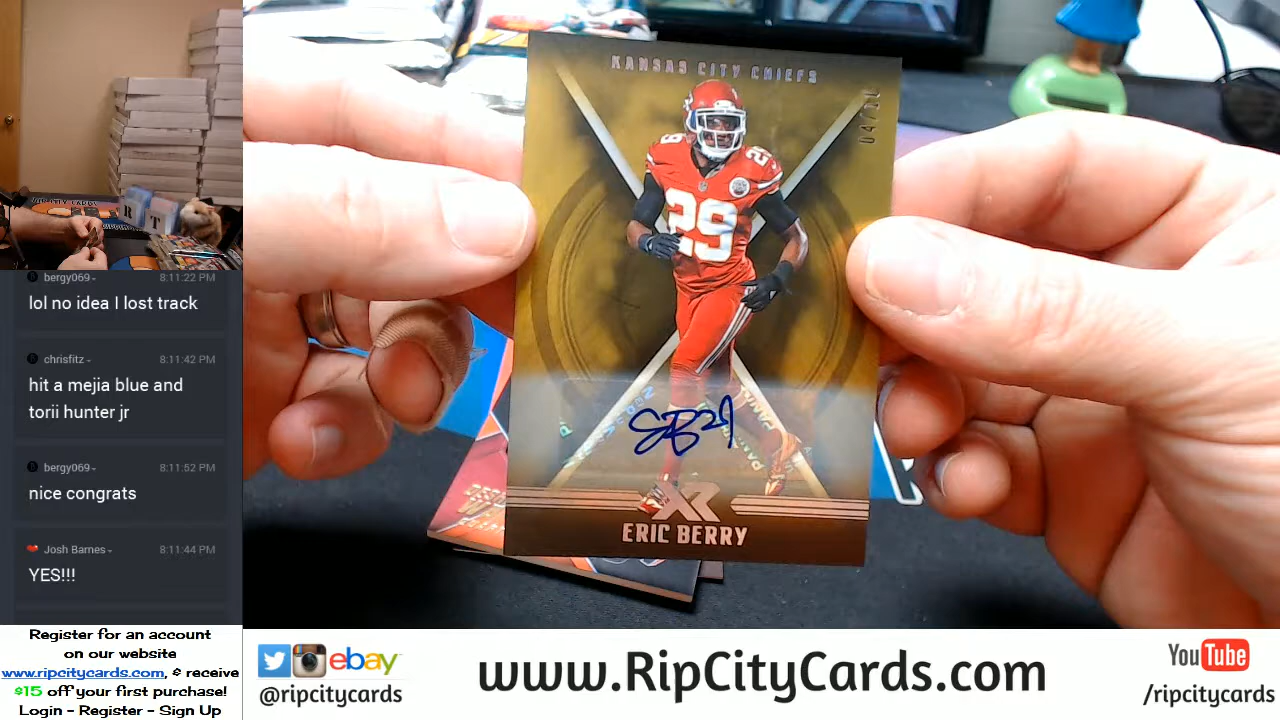 bergy069
8:11:22 PM
lol no idea I lost track
chrisfitz
8:11:42 PM
hit a mejia blue and
torii hunter jr
bergy069
8:11:52 PM
nice congrats
Josh Barnes
8:11:44 PM
YES!!!
Register for an account
on our website
www.ripcitycards.com, & receive
$15 off your first purchase!
Login - Register - Sign Up
KANSAS CITY CHIEFS
29
29
XR
ERIC BERRY
ebay
@ripcitycards
www.RipCityCards.com
YouTube
/ripcitycards